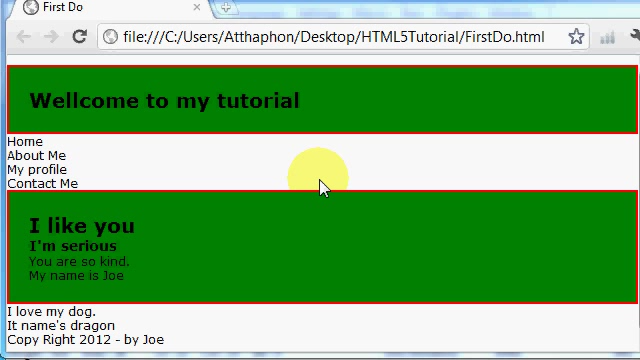 First Do
file:///C:/Users/Atthaphon/Desktop/HTML5Tutorial/FirstDo.html
Wellcome to my tutorial
Home
About Me
My profile
Contact Me
I like you
I'm serious
You are so kind.
My name is Joe
I love my dog.
It name's dragon
Copy Right 2012 - by Joe